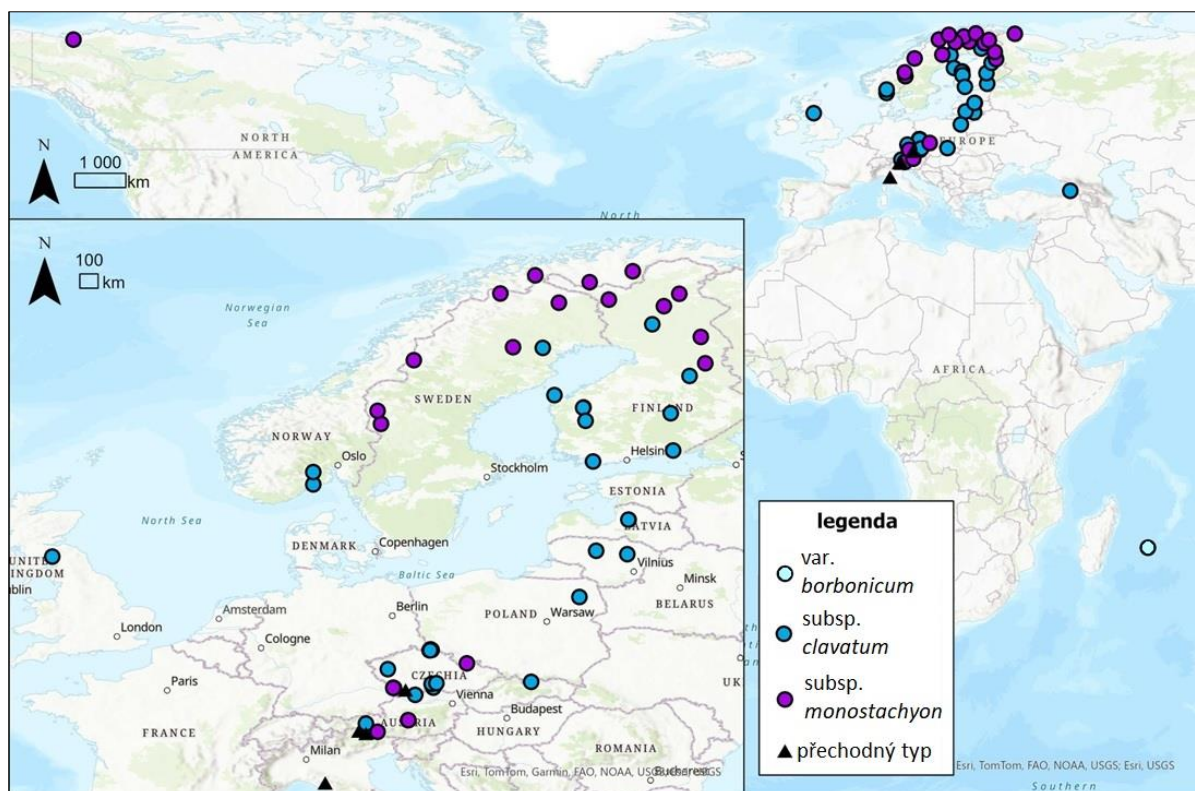 N
1 000
km
NORTH
AMERICA
North
EUROPE
AFRICA
Southern
N
100
km
Norwegian
Sea
SWEDEN
FINLAND
NORWAY
Oslo
Helsin
Stockholm
ESTONIA
North Sea
LATVIA
DENMARK
Copenhagen
Vilnius
UNITED
KINGDOM
blin
Baltic Sea
Minsk
BELARUS
Berlin
POLAND
Warsaw
Amsterdam
London
Cologne
CZECHIA
UK
Paris
Vienna
AUSTRIA
Budapest
FRANCE
HUNGARY
Milan
ROMANIA
Bucharest
Esri, TomTom, Garmin, FAO, NOAA, USGS
legenda
var.
borbonicum
subsp.
clavatum
subsp.
monostachyon
přechodný typ
Esri, TomTom, FAO, NOAA, USGS; Esri, USGS